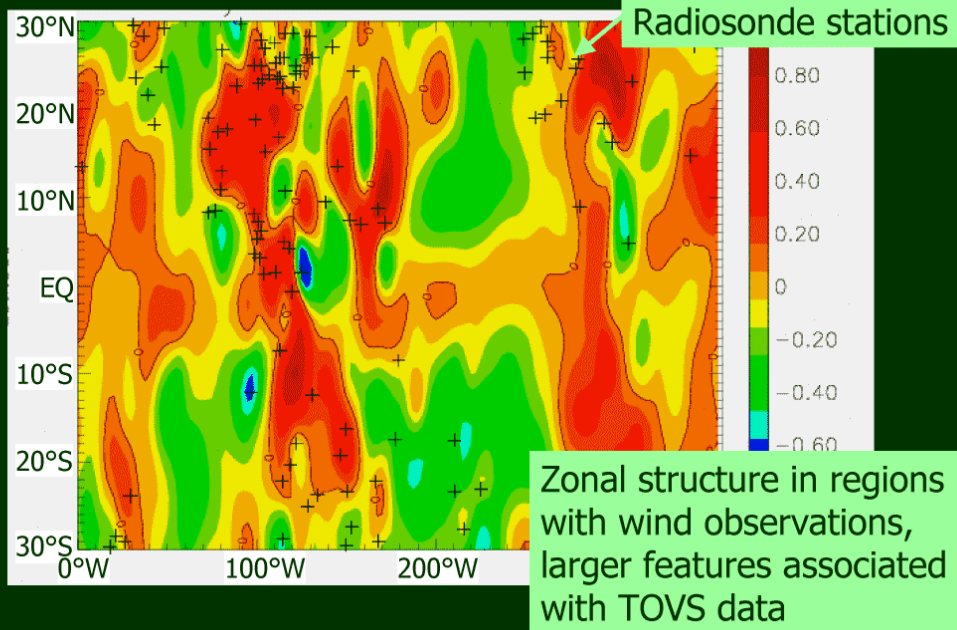 Radiosonde stations
30°N
20°N
10°N
EQ
10°S
20°S
30°S
0°W
100°W
200°W
0.80
0.60
0.40
0.20
0
−0.20
−0.40
−0.60
Zonal structure in regions
with wind observations,
larger features associated
with TOVS data